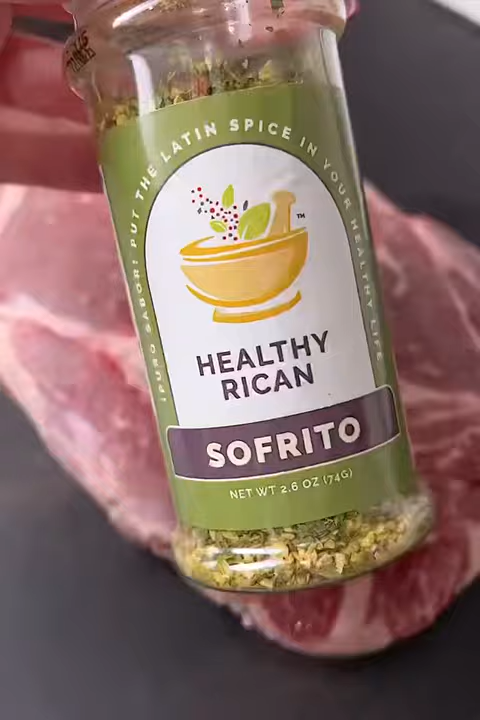 ¡PURO SABOR! PUT THE LATIN SPICE IN YOUR HEALTHY LIFE
™
HEALTHY
RICAN
SOFRITO
NET WT 2.6 OZ (74G)